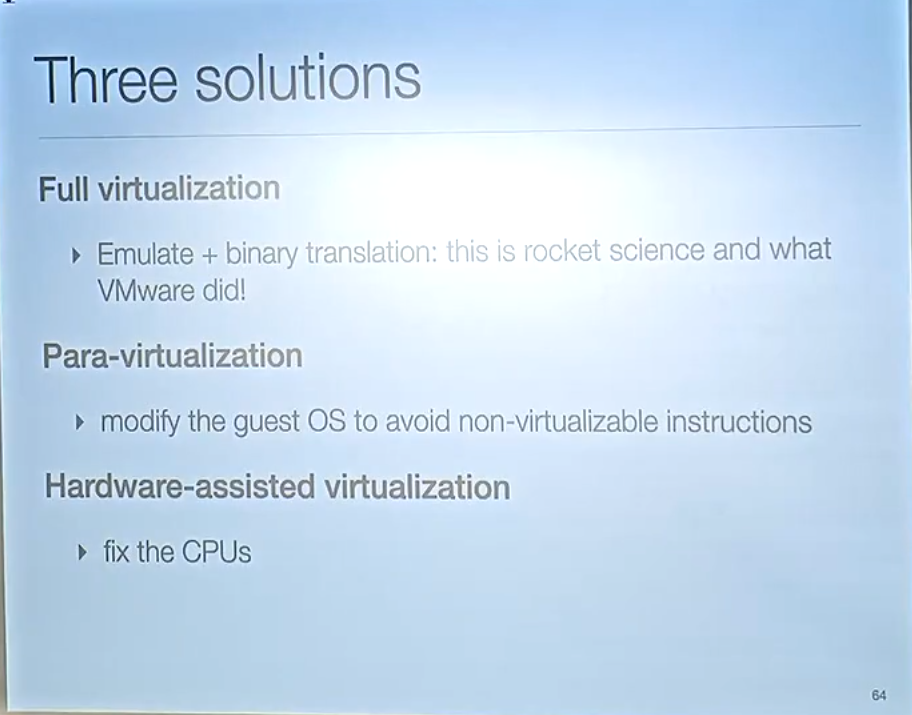 Three solutions
Full virtualization
Emulate + binary translation: this is rocket science and what
VMware did!
Para-virtualization
modify the guest OS to avoid non-virtualizable instructions
Hardware-assisted virtualization
fix the CPUs
64